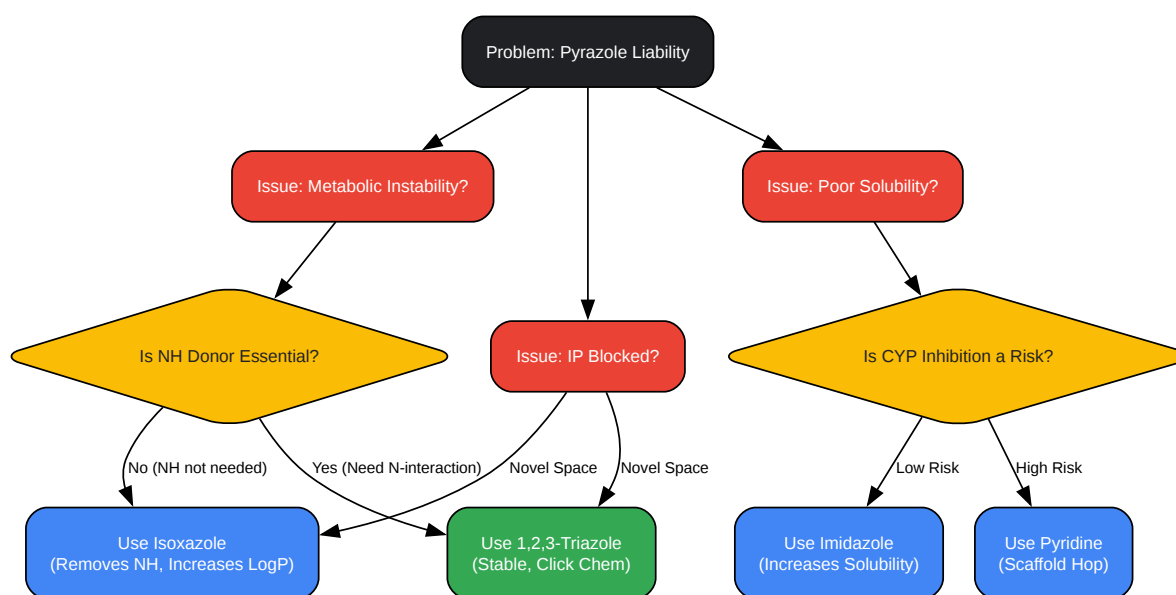 Problem: Pyrazole Liability
Issue: Metabolic Instability?
Issue: Poor Solubility?
Is NH Donor Essential?
Issue: IP Blocked?
Is CYP Inhibition a Risk?
No (NH not needed)
Yes (Need N-interaction)
Novel Space
Novel Space
Low Risk
High Risk
Use Isoxazole
(Removes NH, Increases LogP)
Use 1,2,3-Triazole
(Stable, Click Chem)
Use Imidazole
(Increases Solubility)
Use Pyridine
(Scaffold Hop)